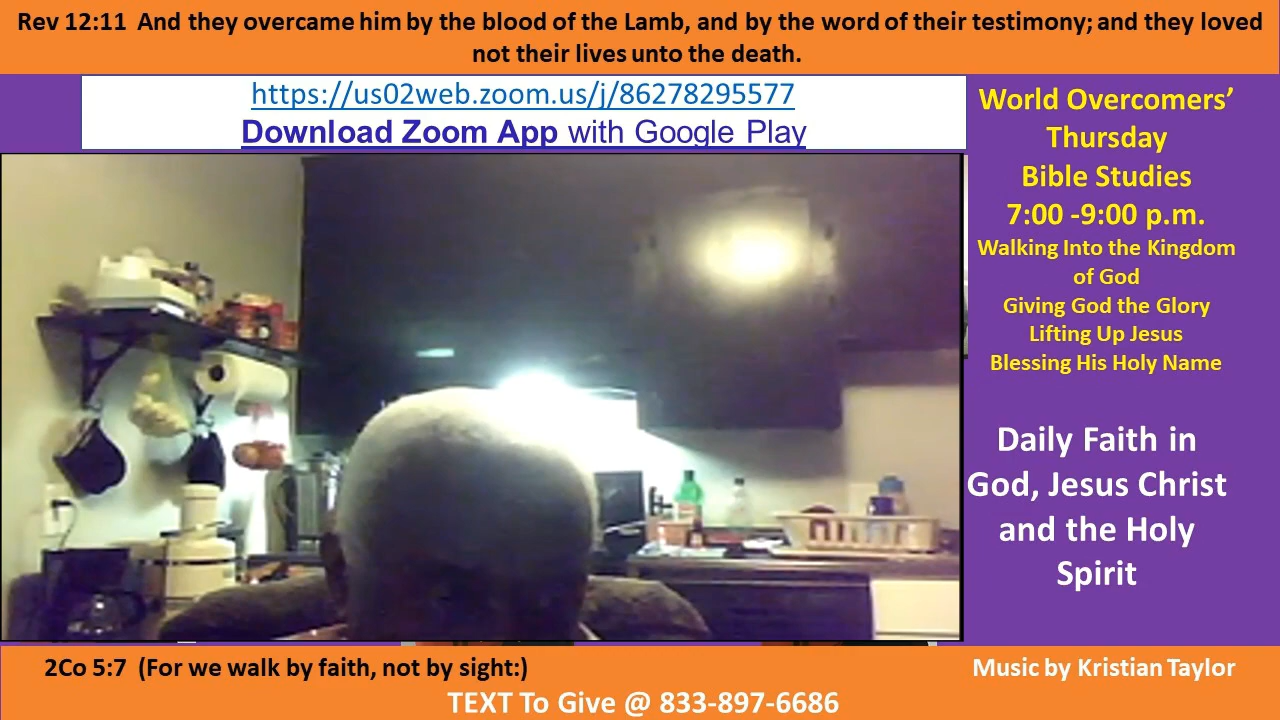 Rev 12:11  And they overcame him by the blood of the Lamb, and by the word of their testimony; and they loved
not their lives unto the death.
https://us02web.zoom.us/j/86278295577
Download Zoom App with Google Play
World Overcomers’
Thursday
Bible Studies
7:00 -9:00 p.m.
Walking Into the Kingdom
of God
Giving God the Glory
Lifting Up Jesus
Blessing His Holy Name
Daily Faith in
God, Jesus Christ
and the Holy
Spirit
2Co 5:7  (For we walk by faith, not by sight:)
Music by Kristian Taylor
TEXT To Give @ 833-897-6686